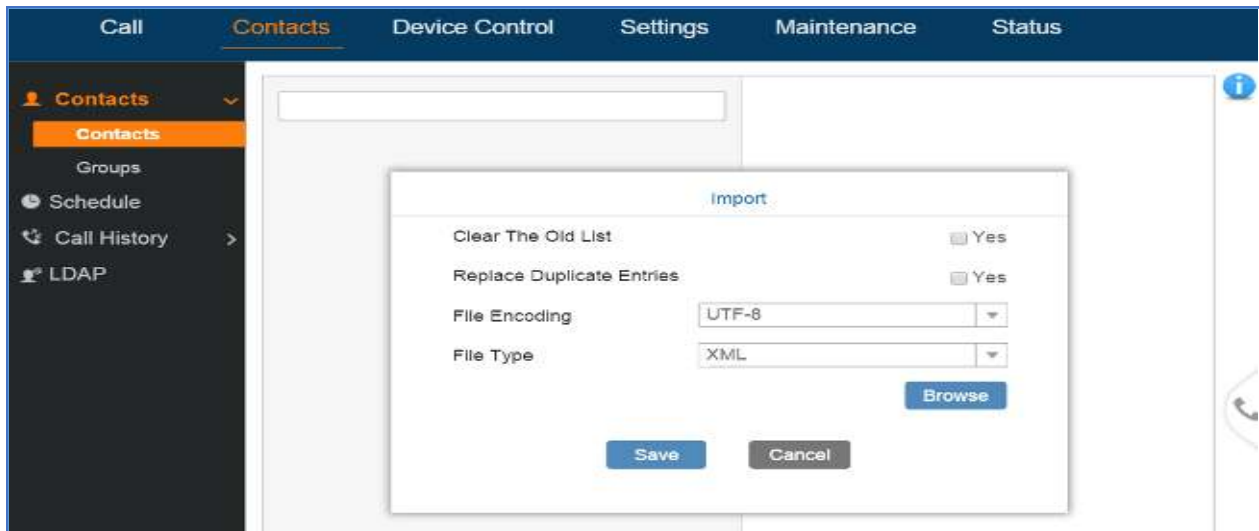 Call Contacts Device Control Settings Maintenance Status
Contacts
Contacts
Groups
Schedule
Call History
LDAP
Import
Clear The Old List Yes
Replace Duplicate Entries Yes
File Encoding UTF-8
File Type XML
Browse
Save Cancel